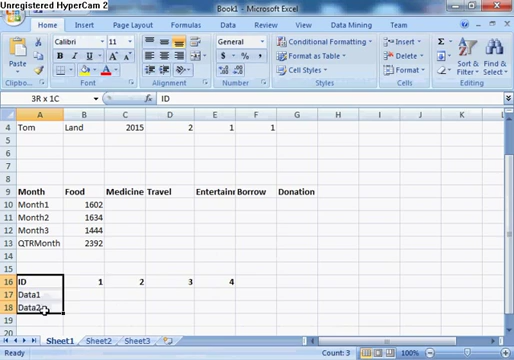 Unregistered HyperCam 2
Book1 - Microsoft Excel
Home Insert Page Layout Formulas Data Review View Data Mining Team
Calibri 11 General Conditional Formatting Insert Σ
Paste B I U $ % , Format as Table Delete Sort & Filter Find & Select
Cell Styles Format
Clipbo... Font Alignment Number Styles Cells Editing
3R x 1C fx ID
A B C D E F G H I J K L
4 Tom Land 2015 2 1 1
5
6
7
8
9 Month Food Medicine Travel Entertainm Borrow Donation
10 Month1 1602
11 Month2 1634
12 Month3 1444
13 QTRMonth 2392
14
15
16 ID 1 2 3 4
17 Data1
18 Data2
19
20
Sheet1 Sheet2 Sheet3
Count: 3 100%